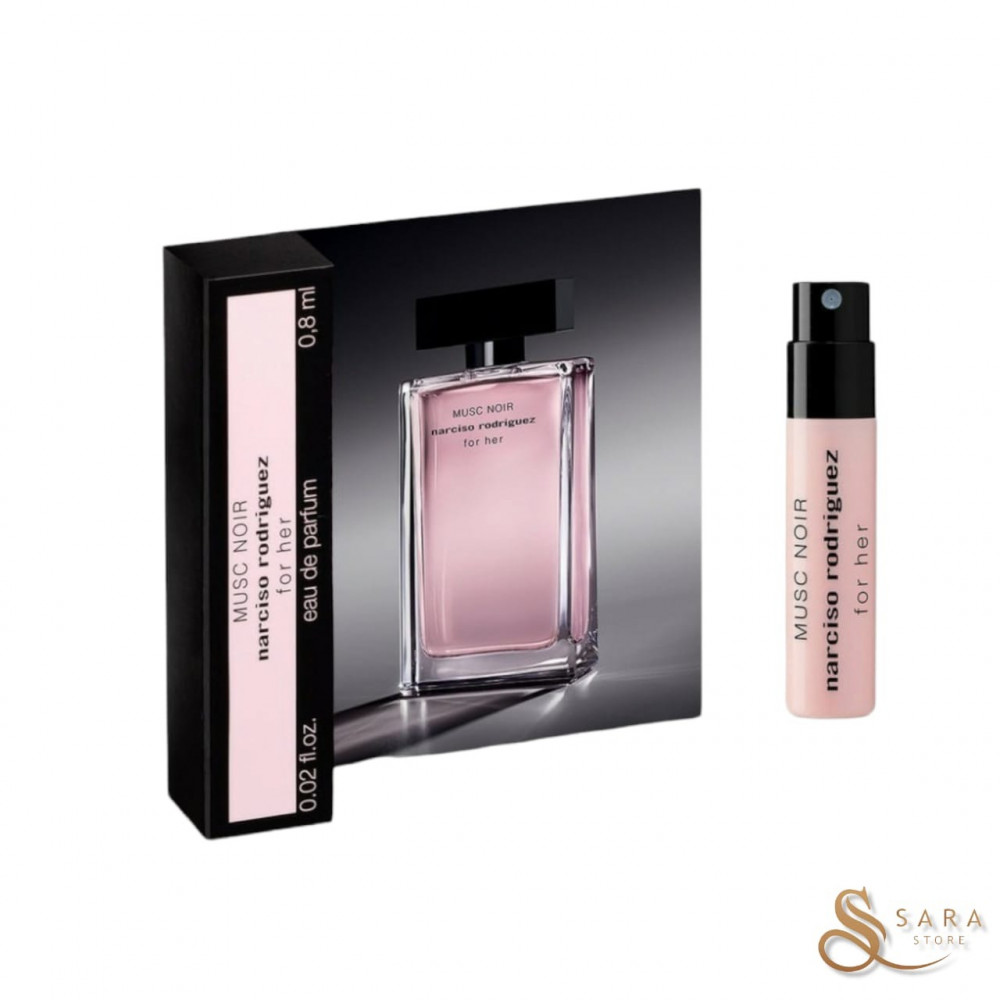 MUSC NOIR
narciso rodriguez
for her
0.02 fl.oz.
eau de parfum
0,8 ml
MUSC NOIR
narciso rodriguez
for her
MUSC NOIR
narciso rodriguez
for her
SARA
STORE